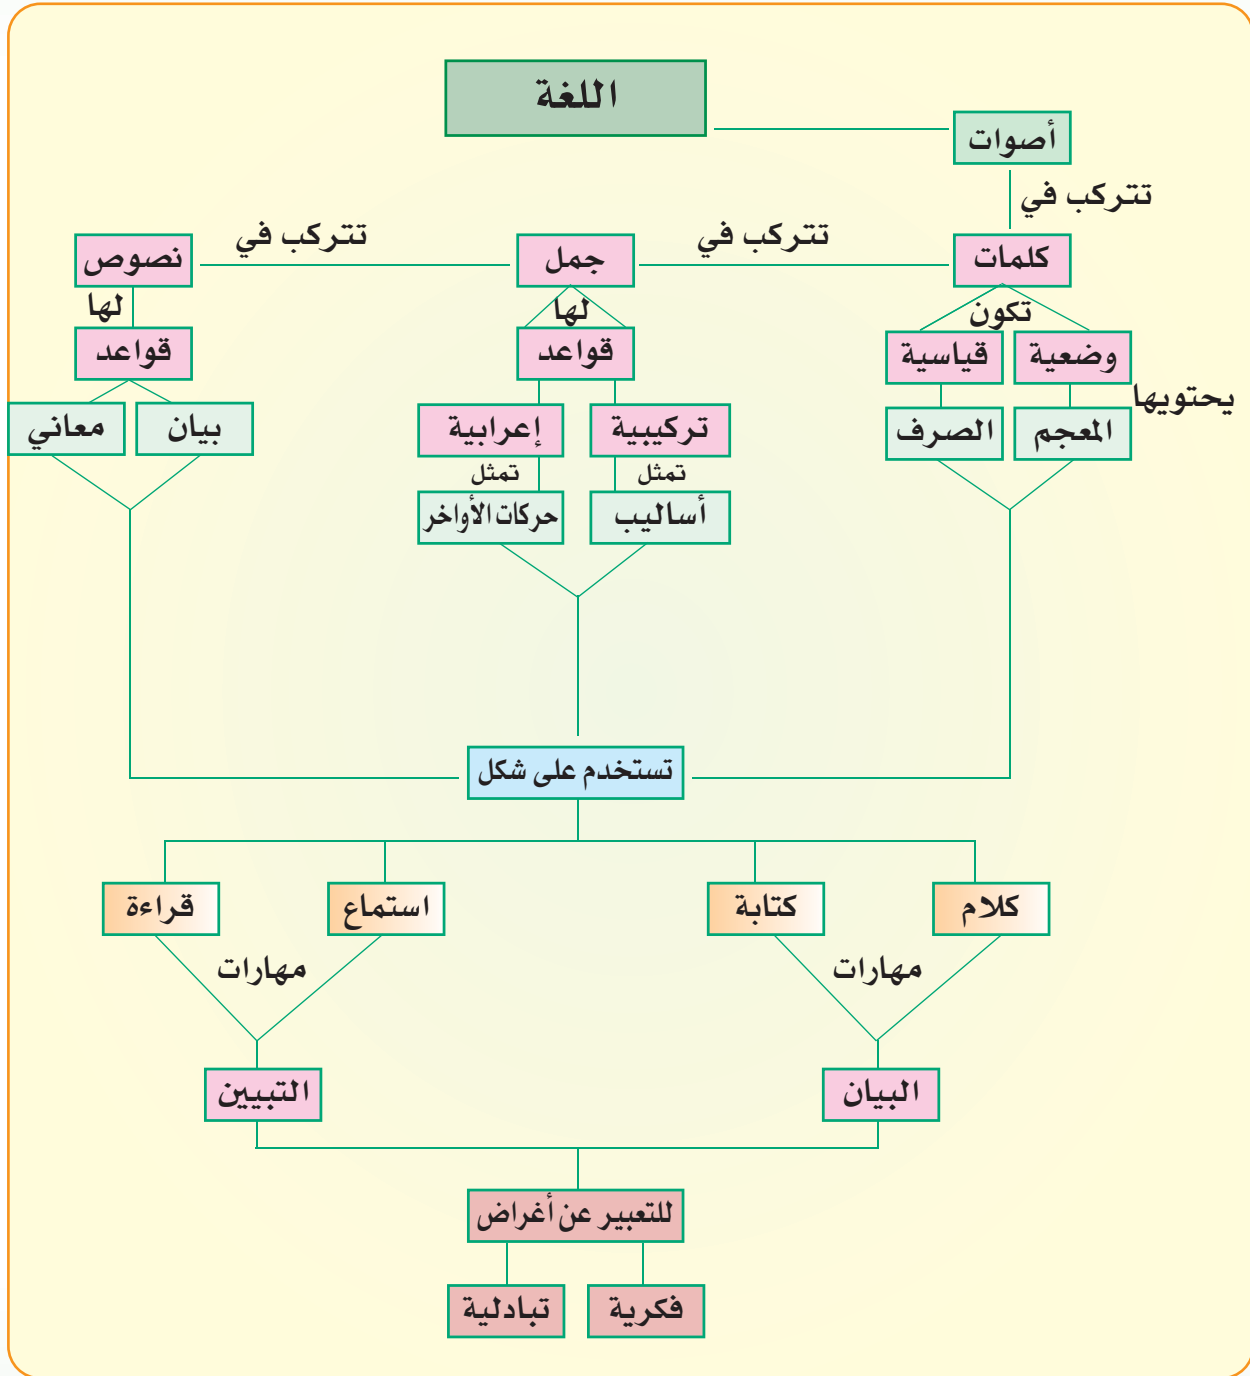 اللغة
أصوات
تتركب في
كلمات
تتركب في
جمل
تتركب في
نصوص
تكون
لها
لها
وضعية
قياسية
قواعد
قواعد
يحتويها
المعجم
الصرف
تركيبية
إعرابية
بيان
معاني
تمثل
تمثل
أساليب
حركات الأواخر
تستخدم على شكل
كلام
كتابة
استماع
قراءة
مهارات
مهارات
البيان
التبيين
للتعبير عن أغراض
فكرية
تبادلية